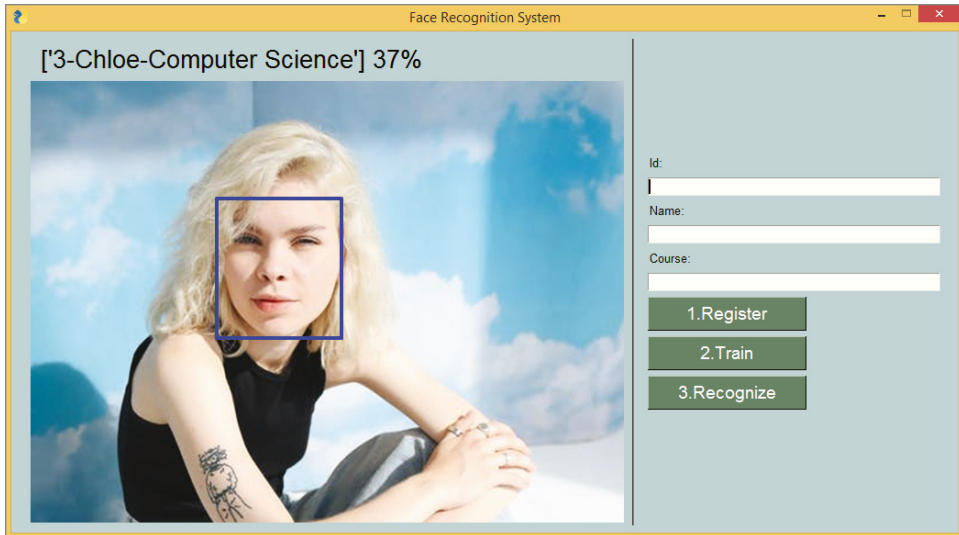 Face Recognition System
['3-Chloe-Computer Science'] 37%
Id:
Name:
Course:
1.Register
2.Train
3.Recognize